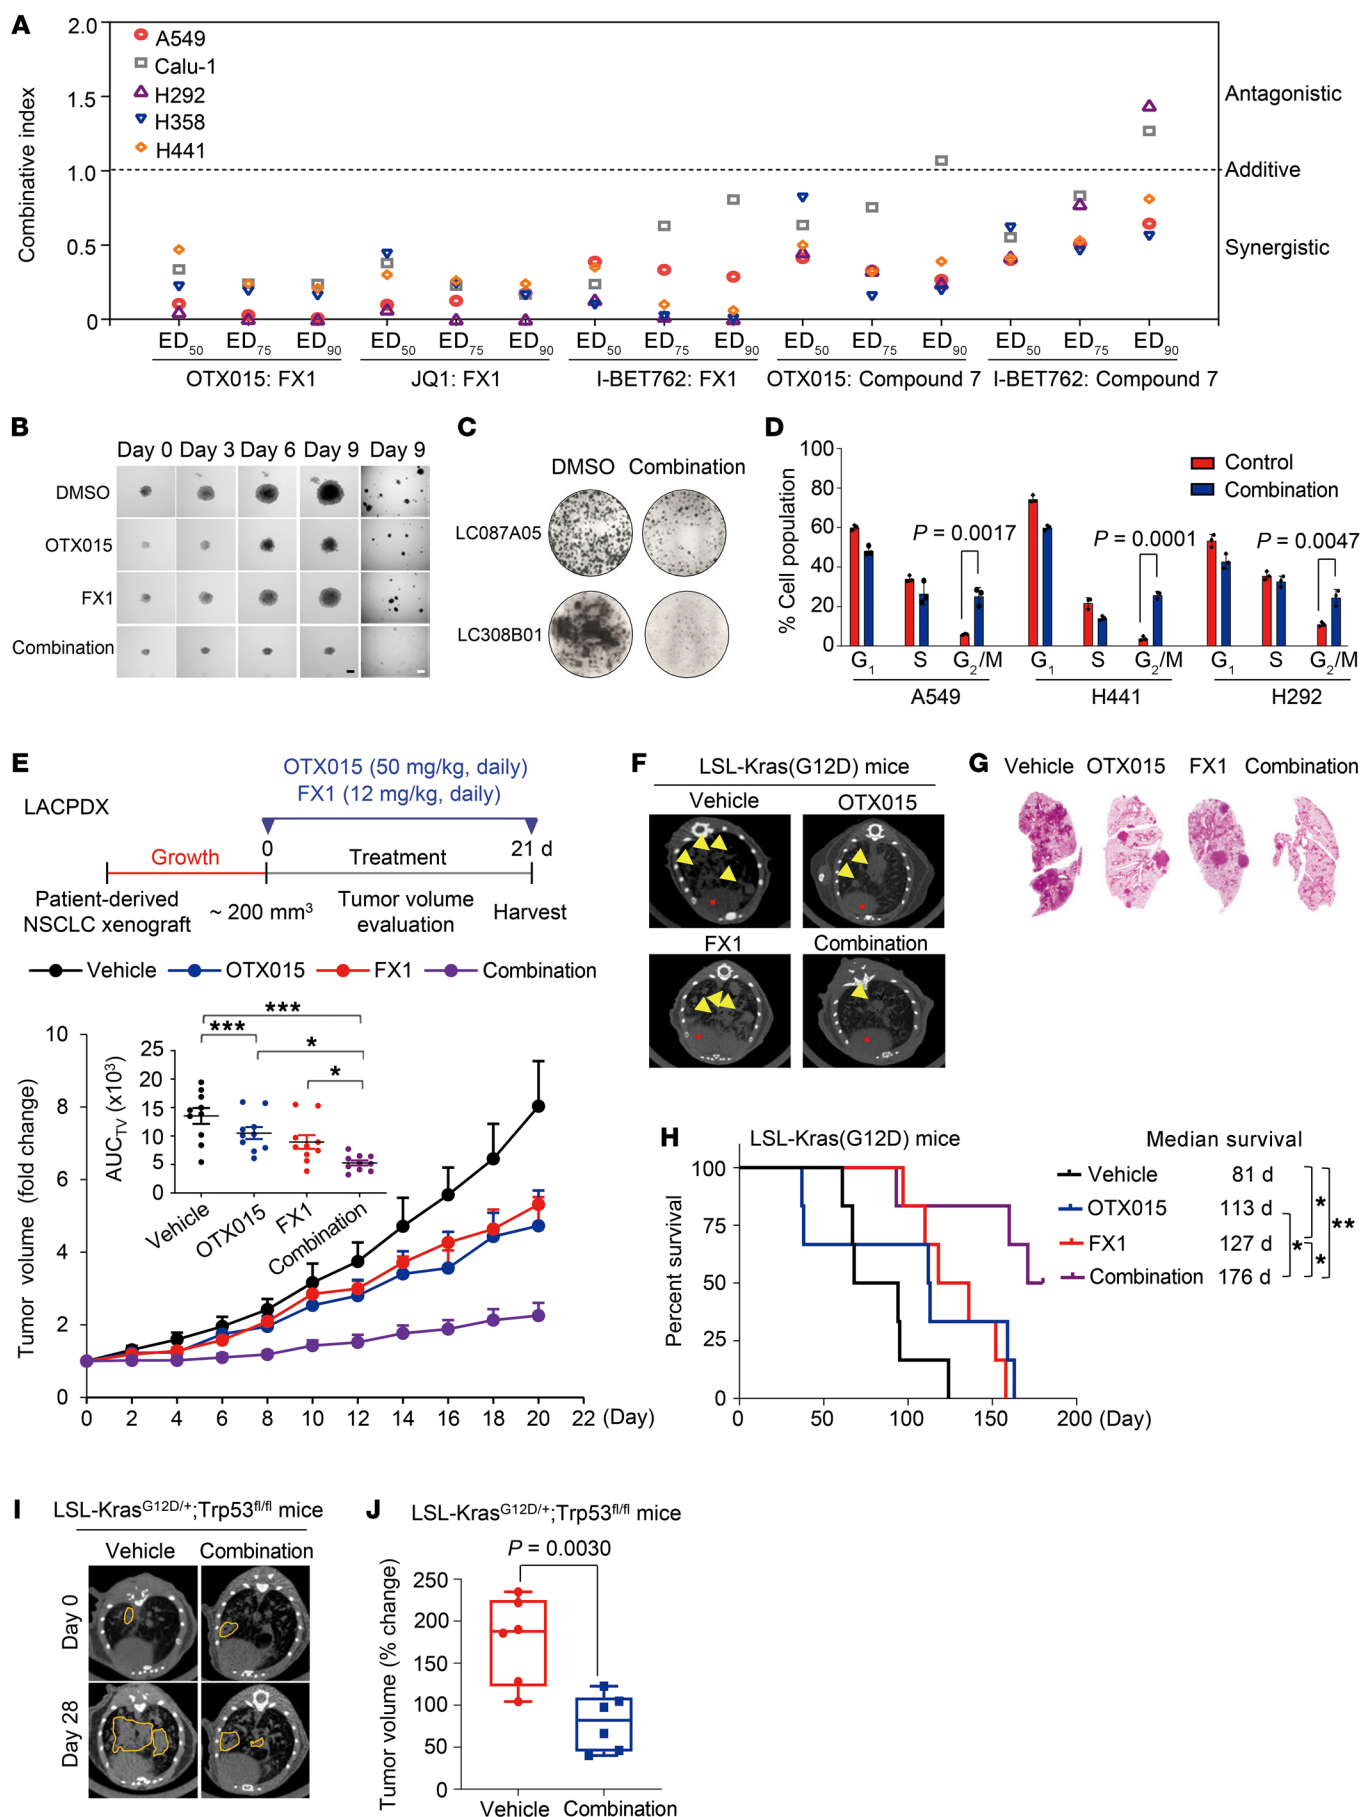 A
2.0
1.5
1.0
0.5
0
Combinative index
A549
Calu-1
H292
H358
H441
Antagonistic
Additive
Synergistic
ED50 ED75 ED90 ED50 ED75 ED90 ED50 ED75 ED90 ED50 ED75 ED90 ED50 ED75 ED90
OTX015: FX1 JQ1: FX1 I-BET762: FX1 OTX015: Compound 7 I-BET762: Compound 7
B
Day 0 Day 3 Day 6 Day 9 Day 9
DMSO
OTX015
FX1
Combination
C
DMSO Combination
LC087A05
LC308B01
D
% Cell population
100
80
60
40
20
0
Control
Combination
P = 0.0017
P = 0.0001
P = 0.0047
G1 S G2/M G1 S G2/M G1 S G2/M
A549 H441 H292
E
OTX015 (50 mg/kg, daily)
FX1 (12 mg/kg, daily)
LACPDX
0 21 d
Growth Treatment
Patient-derived
NSCLC xenograft
~ 200 mm3
Tumor volume
evaluation
Harvest
Vehicle OTX015 FX1 Combination
Tumor volume (fold change)
10
8
6
4
2
0
0 2 4 6 8 10 12 14 16 18 20 22 (Day)
AUCTV (x103)
25
20
15
10
5
0
***
***
*
*
Vehicle
OTX015
FX1
Combination
F
LSL-Kras(G12D) mice
Vehicle OTX015
FX1 Combination
G
Vehicle OTX015 FX1 Combination
H
LSL-Kras(G12D) mice
Percent survival
100
75
50
25
0
0 50 100 150 200 (Day)
Median survival
Vehicle 81 d
OTX015 113 d
FX1 127 d
Combination 176 d
*
**
*
*
I
LSL-KrasG12D/+;Trp53fl/fl mice
Vehicle Combination
Day 0
Day 28
J
LSL-KrasG12D/+;Trp53fl/fl mice
P = 0.0030
Tumor volume (% change)
250
200
150
100
50
0
Vehicle Combination